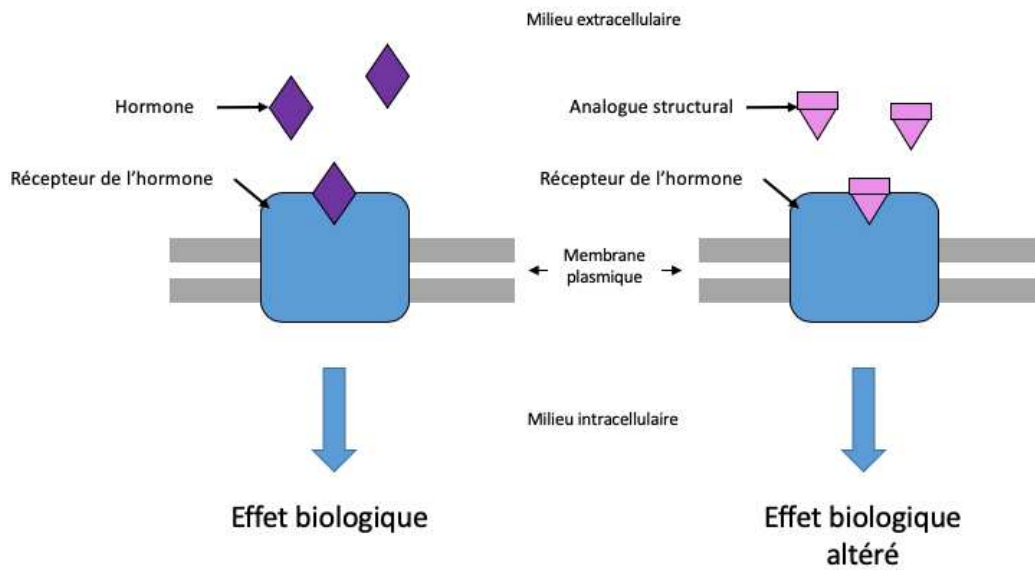 Milieu extracellulaire
Hormone
Analogue structural
Récepteur de l’hormone
Récepteur de l’hormone
Membrane
plasmique
Milieu intracellulaire
Effet biologique
Effet biologique
altéré